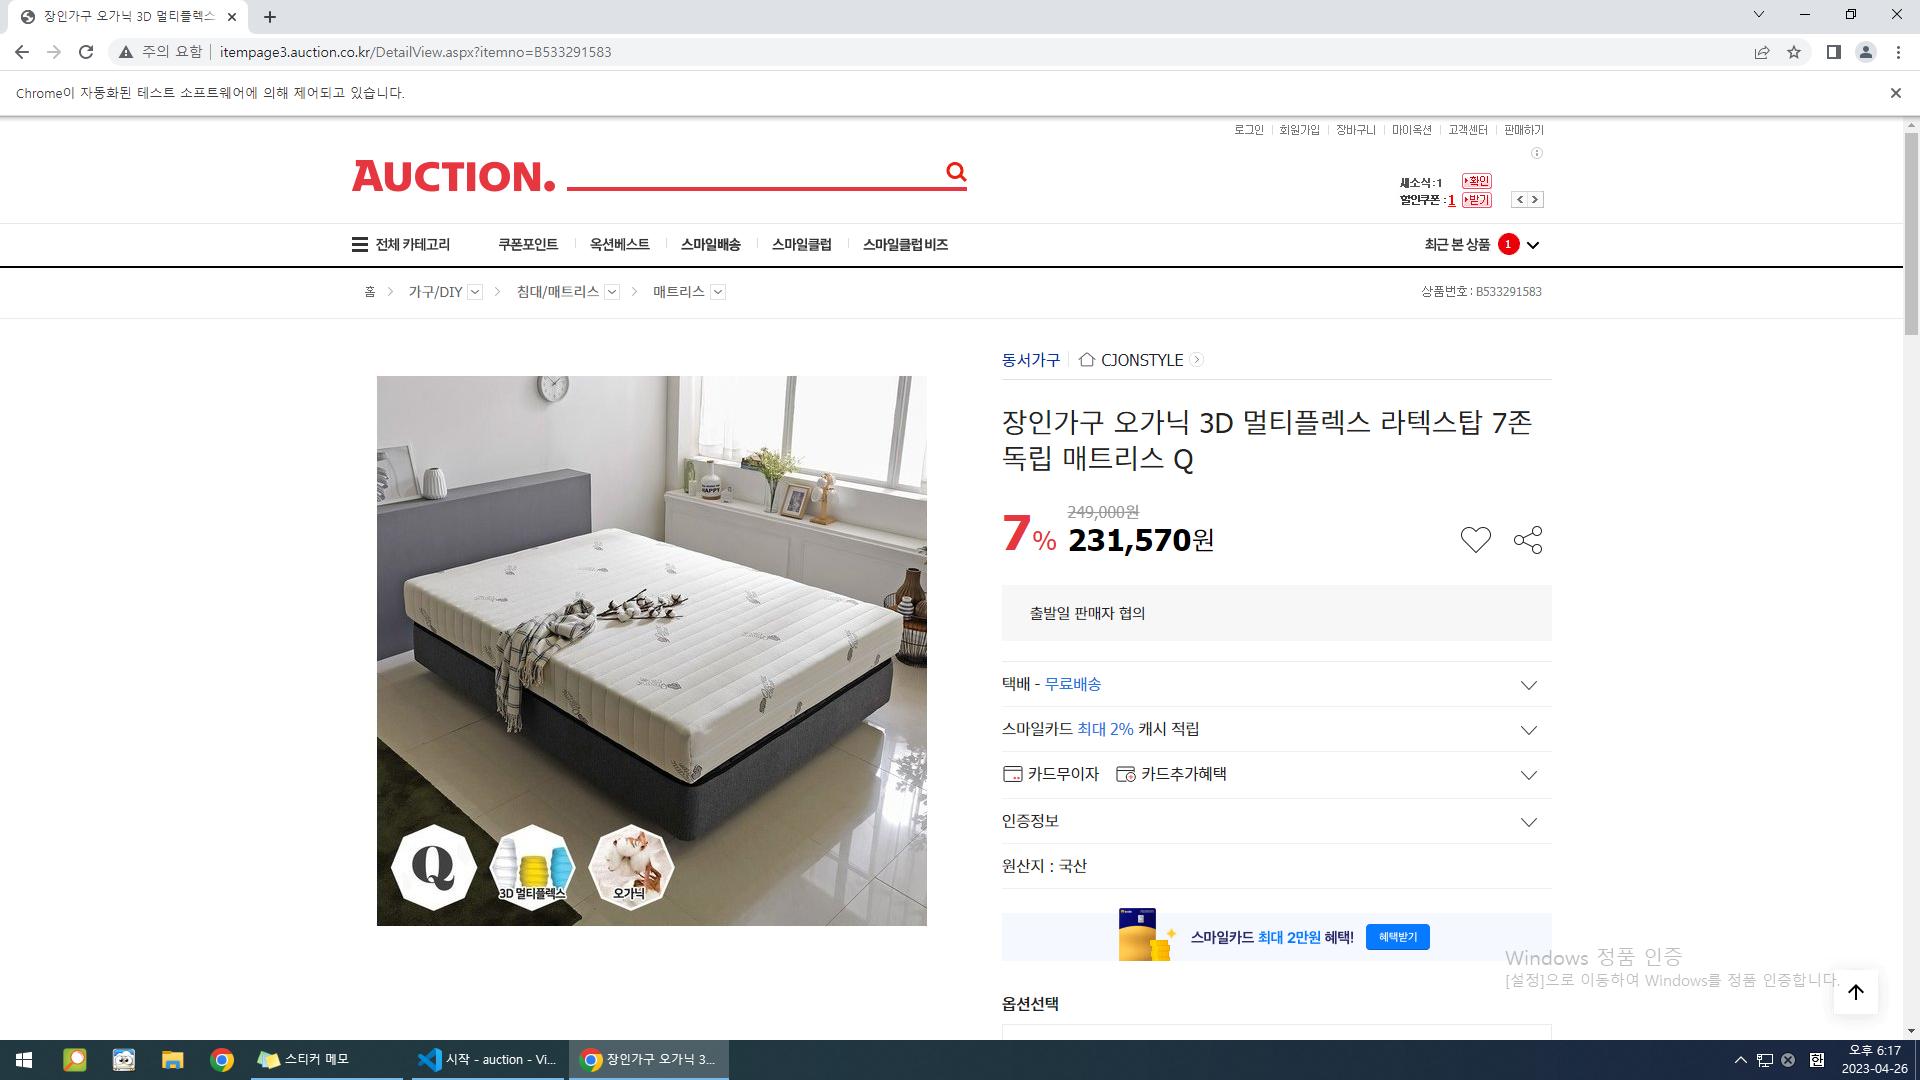 장인가구 오가닉 3D 멀티플렉스
주의 요함 itempage3.auction.co.kr/DetailView.aspx?itemno=B533291583
Chrome이 자동화된 테스트 소프트웨어에 의해 제어되고 있습니다.
로그인 회원가입 장바구니 마이옥션 고객센터 판매하기
AUCTION.
새소식 : 1 확인
할인쿠폰 : 1 받기
전체 카테고리 쿠폰포인트 옥션베스트 스마일배송 스마일클럽 스마일클럽 비즈 최근 본 상품 1
홈 가구/DIY 침대/매트리스 매트리스 상품번호 : B533291583
동서가구 CJONSTYLE
장인가구 오가닉 3D 멀티플렉스 라텍스탑 7존
독립 매트리스 Q
249,000원
7% 231,570원
출발일 판매자 협의
택배 - 무료배송
스마일카드 최대 2% 캐시 적립
카드무이자 카드추가혜택
인증정보
원산지 : 국산
HAPPY
Q
3D 멀티플렉스
오가닉
스마일카드 최대 2만원 혜택! 혜택받기
Windows 정품 인증
[설정]으로 이동하여 Windows를 정품 인증합니다.
옵션선택
스티커 메모
시작 - auction - Vi...
장인가구 오가닉 3...
한
오후 6:17
2023-04-26